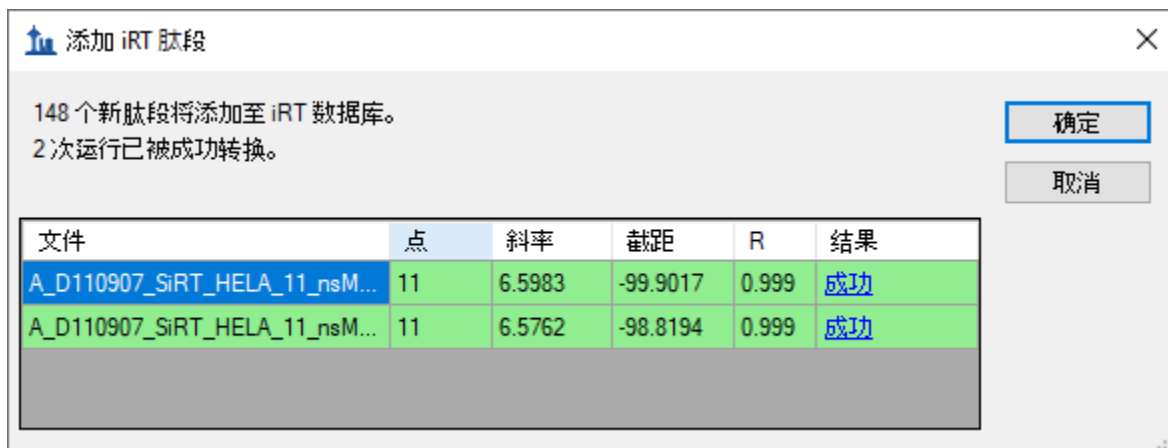 添加 iRT 肽段
148 个新肽段将添加至 iRT 数据库。
2 次运行已被成功转换。
确定
取消
文件 点 斜率 截距 R 结果
A_D110907_SiRT_HELA_11_nsM... 11 6.5983 -99.9017 0.999 成功
A_D110907_SiRT_HELA_11_nsM... 11 6.5762 -98.8194 0.999 成功